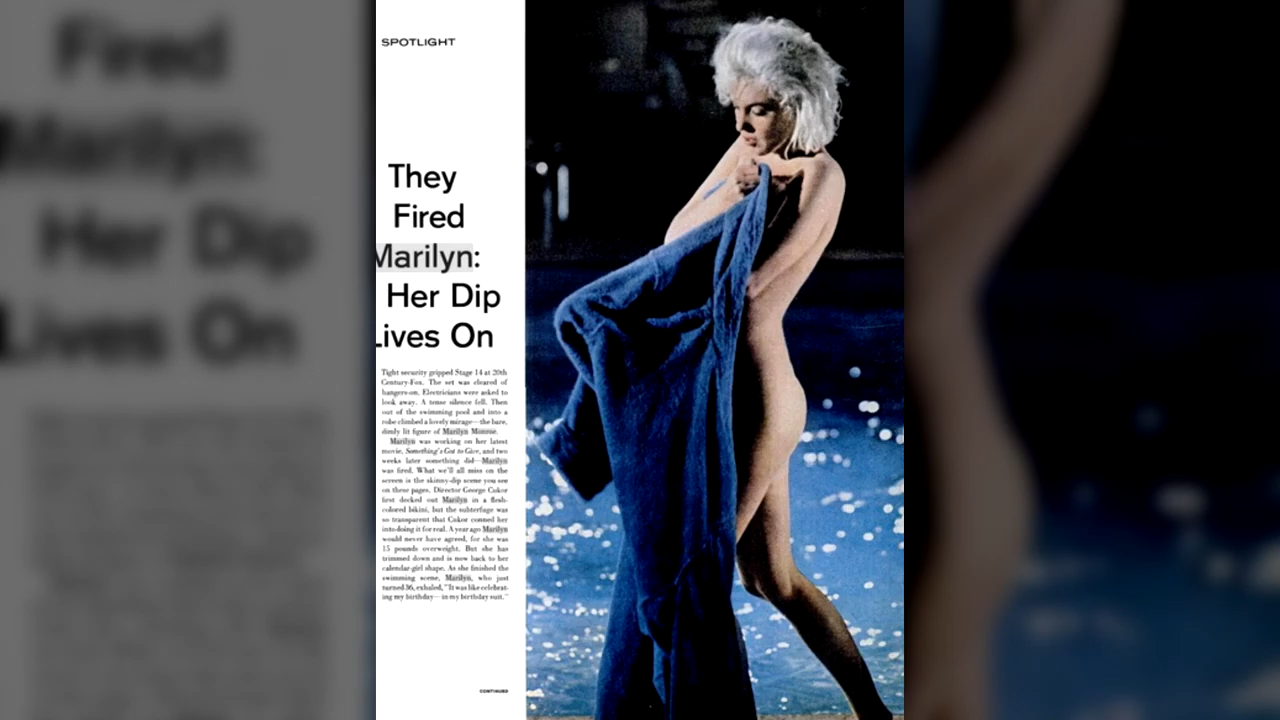 Fired
Marilyn:
Her Dip
Lives On
SPOTLIGHT
They
Fired
Marilyn:
Her Dip
Lives On
Tight security gripped Stage 14 at 20th
Century-Fox. The set was cleared of
hangers-on. Electricians were asked to
look away. A tense silence fell. Then
out of the swimming pool and into a
robe climbed a lovely mirage—the bare,
dimly lit figure of Marilyn Monroe.
Marilyn was working on her latest
movie, Something's Got to Give, and two
weeks later something did—Marilyn
was fired. What we'll all miss on the
screen is the skinny-dip scene you see
on these pages. Director George Cukor
first decked out Marilyn in a flesh-
colored bikini, but the subterfuge was
so transparent that Cukor conned her
into doing it for real. A year ago Marilyn
would never have agreed, for she was
15 pounds overweight. But she has
trimmed down and is now back to her
calendar-girl shape. As she finished the
swimming scene, Marilyn, who just
turned 36, exhaled, "It was like celebrat-
ing my birthday—in my birthday suit."
CONTINUED